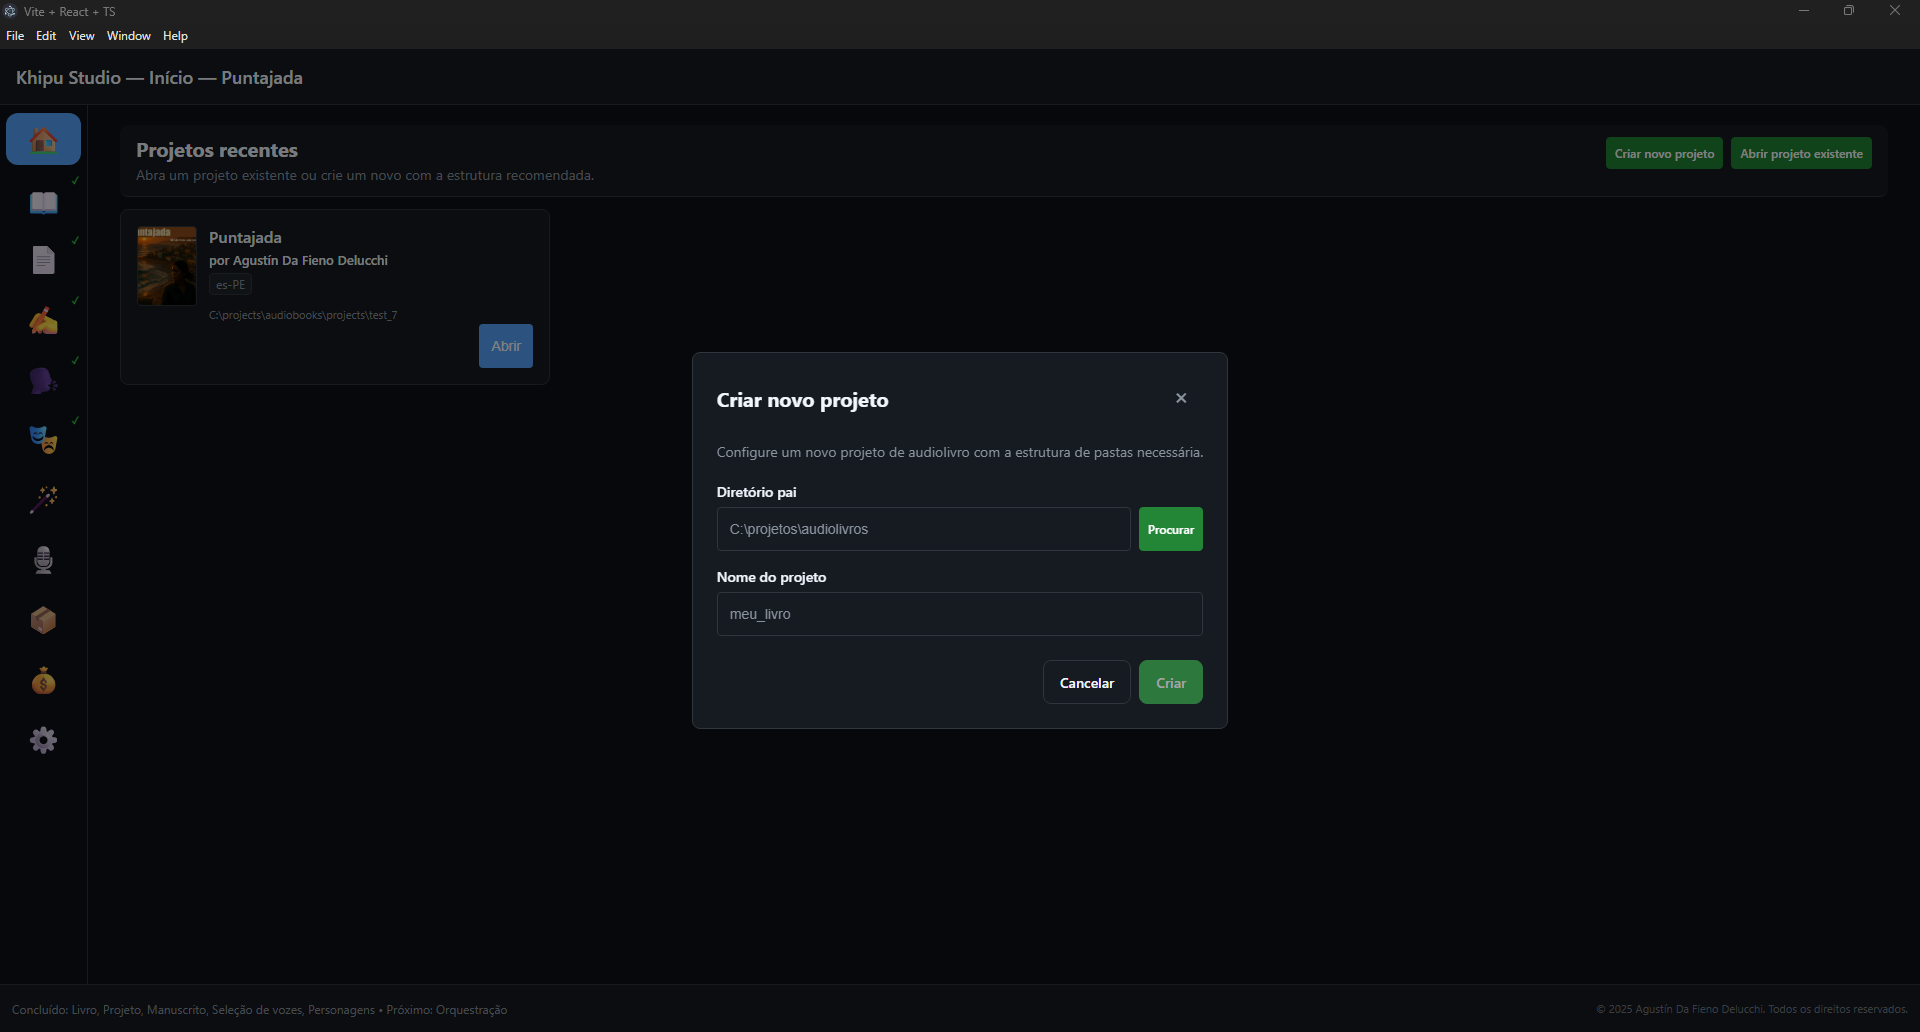 Vite + React + TS
File Edit View Window Help
Khipu Studio — Início — Puntajada
Projetos recentes
Abra um projeto existente ou crie um novo com a estrutura recomendada.
Criar novo projeto
Abrir projeto existente
Puntajada
por Agustín Da Fieno Delucchi
es-PE
C:\projects\audiobooks\projects\test_7
Abrir
Criar novo projeto
Configure um novo projeto de audiolivro com a estrutura de pastas necessária.
Diretório pai
C:\projetos\audiolivros
Procurar
Nome do projeto
meu_livro
Cancelar
Criar
Concluído: Livro, Projeto, Manuscrito, Seleção de vozes, Personagens • Próximo: Orquestração
© 2025 Agustín Da Fieno Delucchi. Todos os direitos reservados.